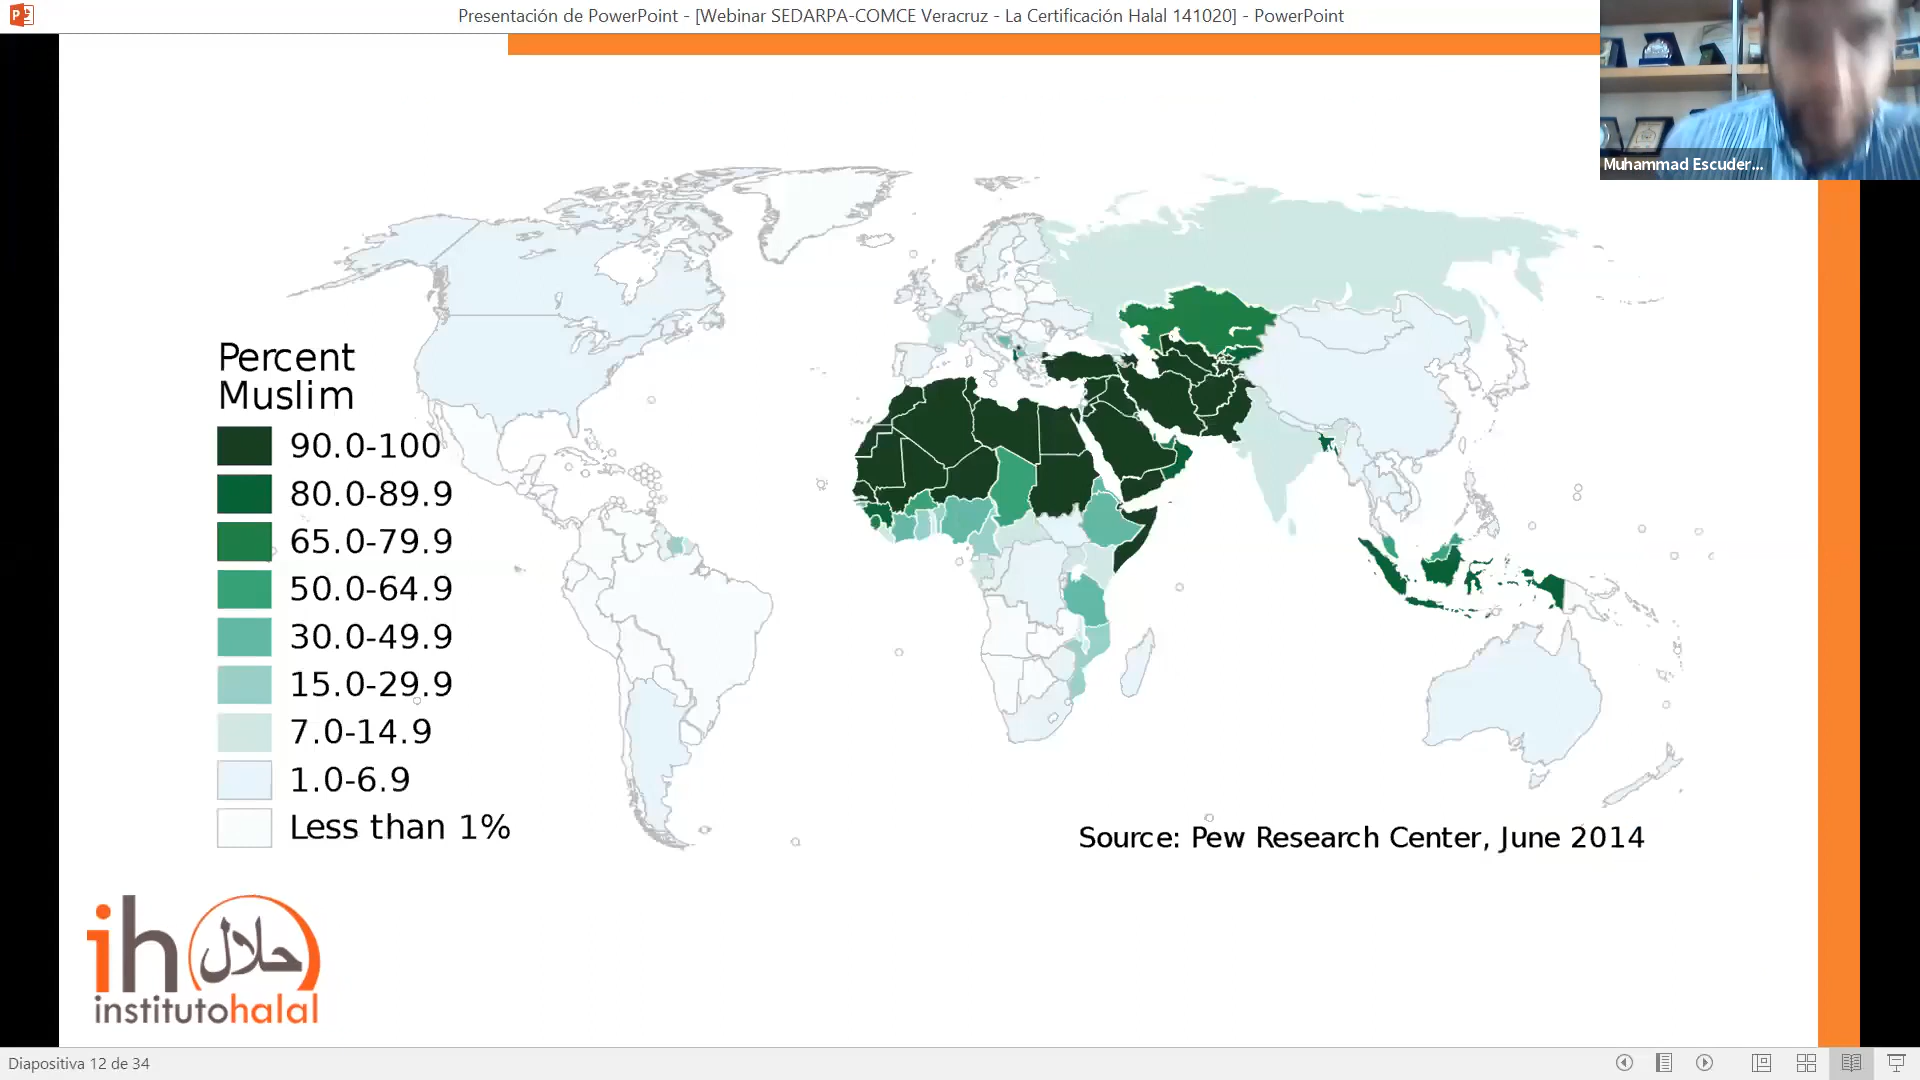 Presentación de PowerPoint - [Webinar SEDARPA-COMCE Veracruz - La Certificación Halal 141020] - PowerPoint
Muhammad Escuder...
Percent
Muslim
90.0-100
80.0-89.9
65.0-79.9
50.0-64.9
30.0-49.9
15.0-29.9
7.0-14.9
1.0-6.9
Less than 1%
Source: Pew Research Center, June 2014
ih حلال
institutohalal
Diapositiva 12 de 34